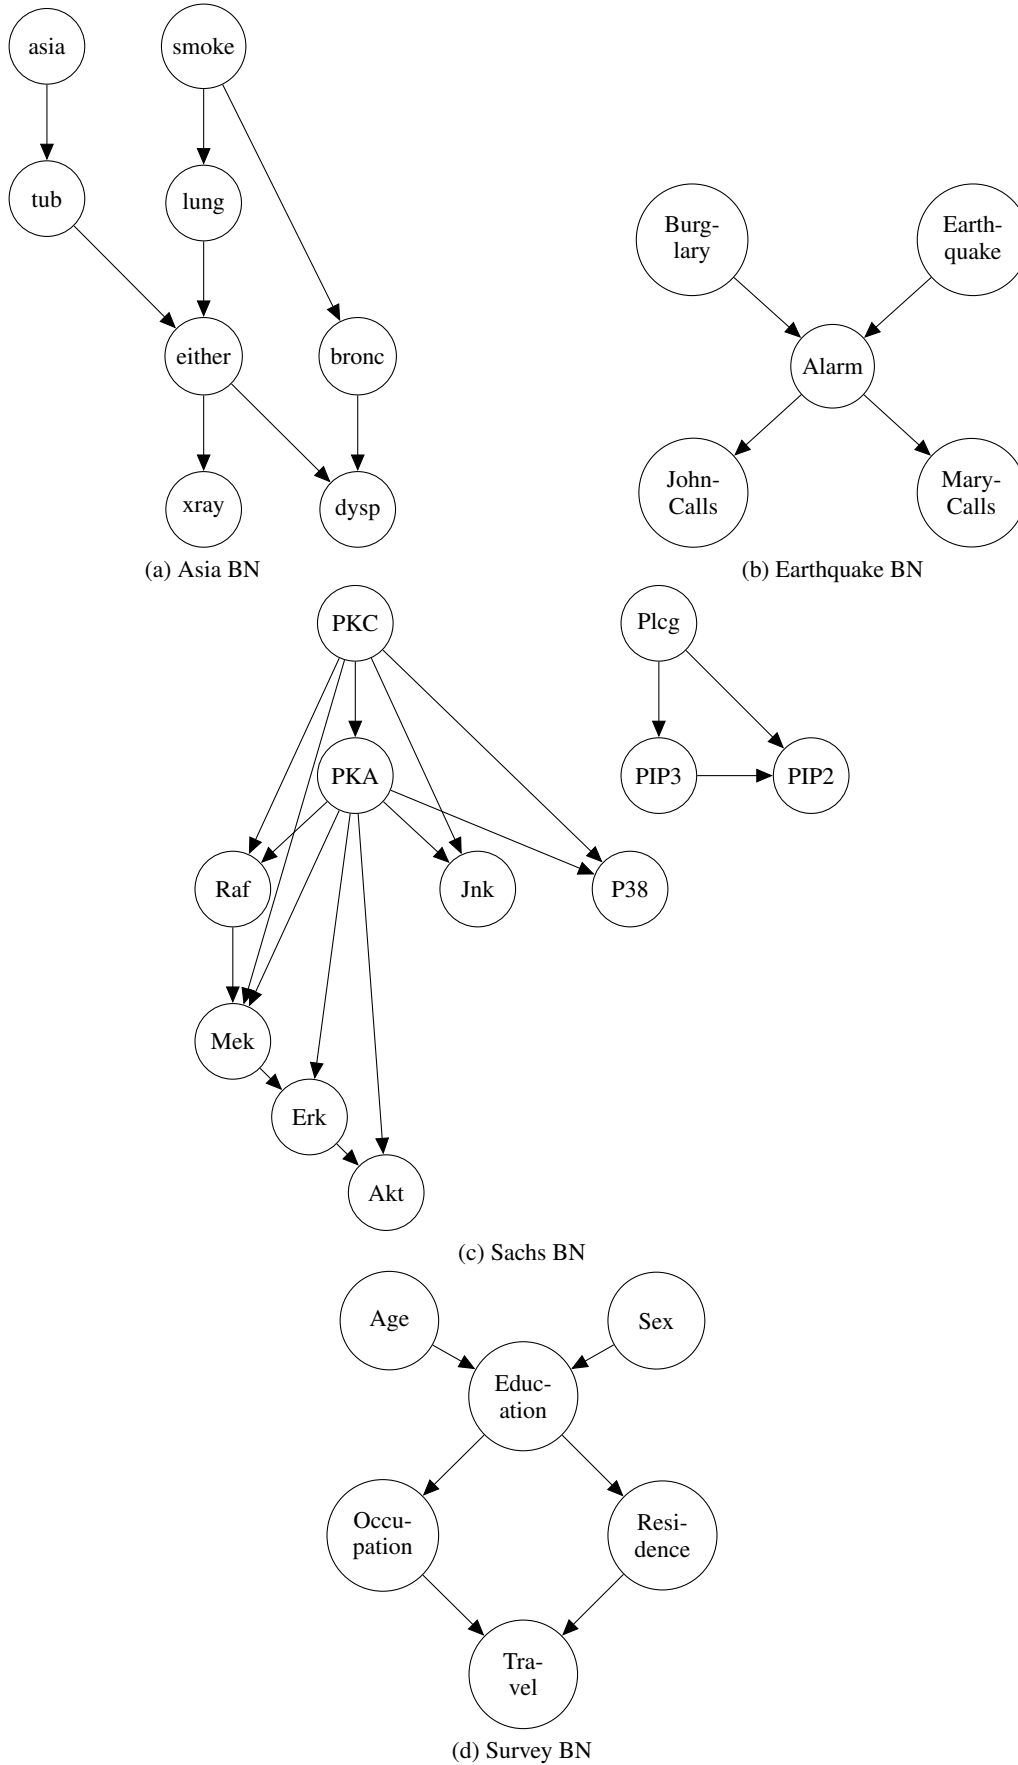 asia
smoke
tub
lung
either
bronc
xray
dysp
(a) Asia BN
Burg-
lary
Earth-
quake
Alarm
John-
Calls
Mary-
Calls
(b) Earthquake BN
PKC
Plcg
PKA
PIP3
PIP2
Raf
Jnk
P38
Mek
Erk
Akt
(c) Sachs BN
Age
Sex
Educ-
ation
Occu-
pation
Resi-
dence
Tra-
vel
(d) Survey BN